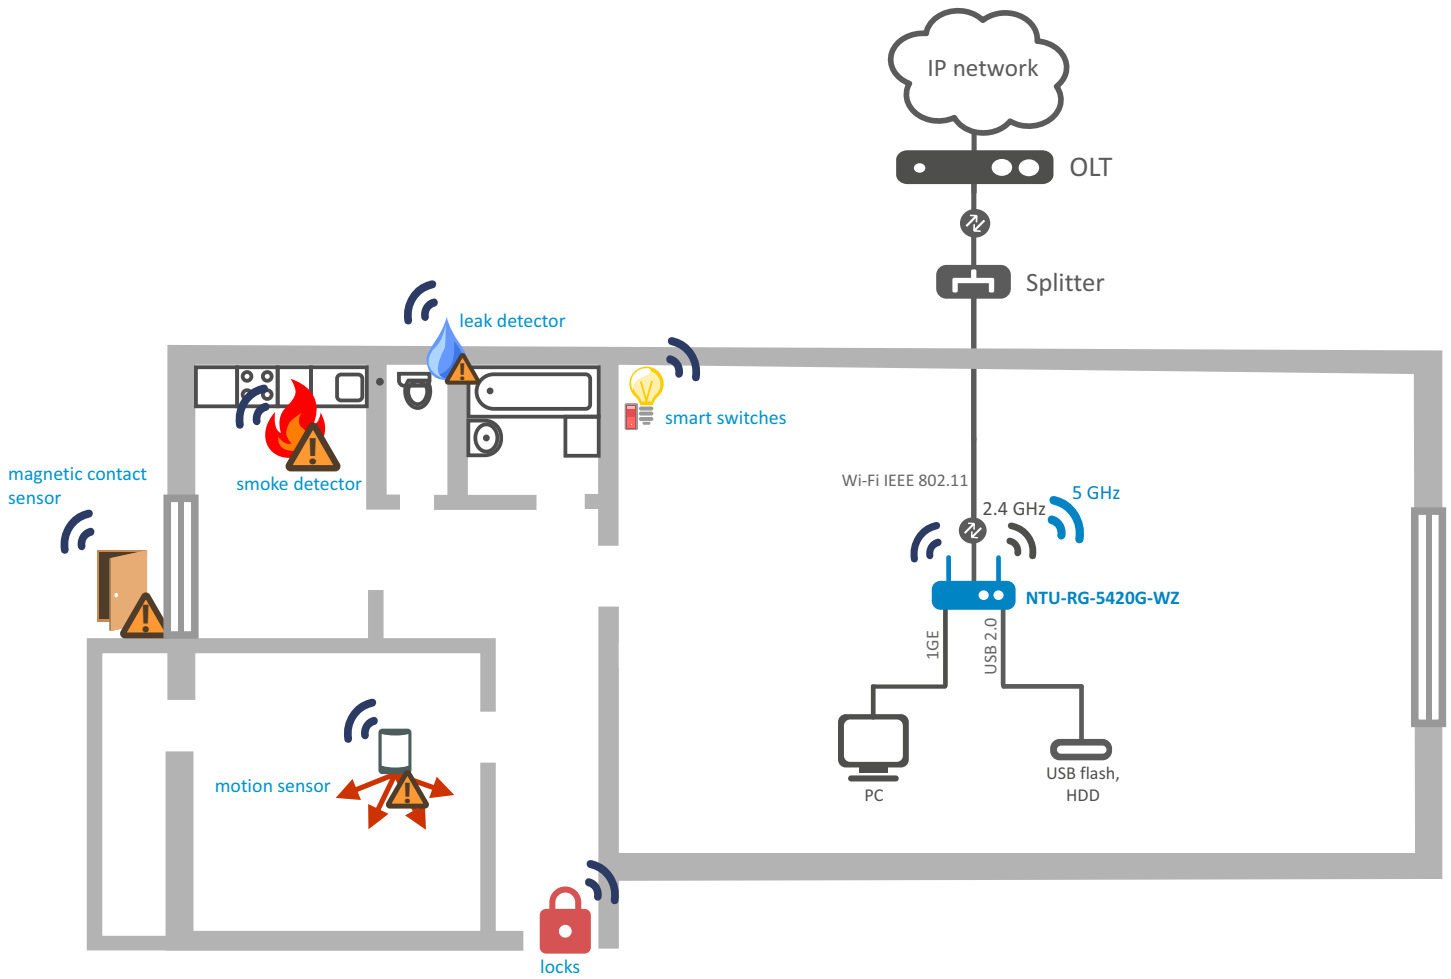 IP network
OLT
Splitter
leak detector
smart switches
magnetic contact
sensor
smoke detector
Wi-Fi IEEE 802.11
5 GHz
2.4 GHz
NTU-RG-5420G-WZ
1GE
USB 2.0
motion sensor
PC
USB flash,
HDD
locks